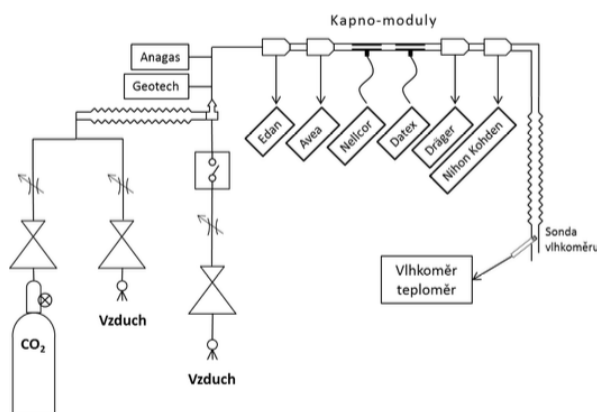 Kapno-moduly
Anagas
Geotech
Edan
Avea
Nellcor
Datex
Dräger
Nihon Kohden
Sonda
vlhkoměru
Vlhkoměr
teploměr
Vzduch
CO₂
Vzduch